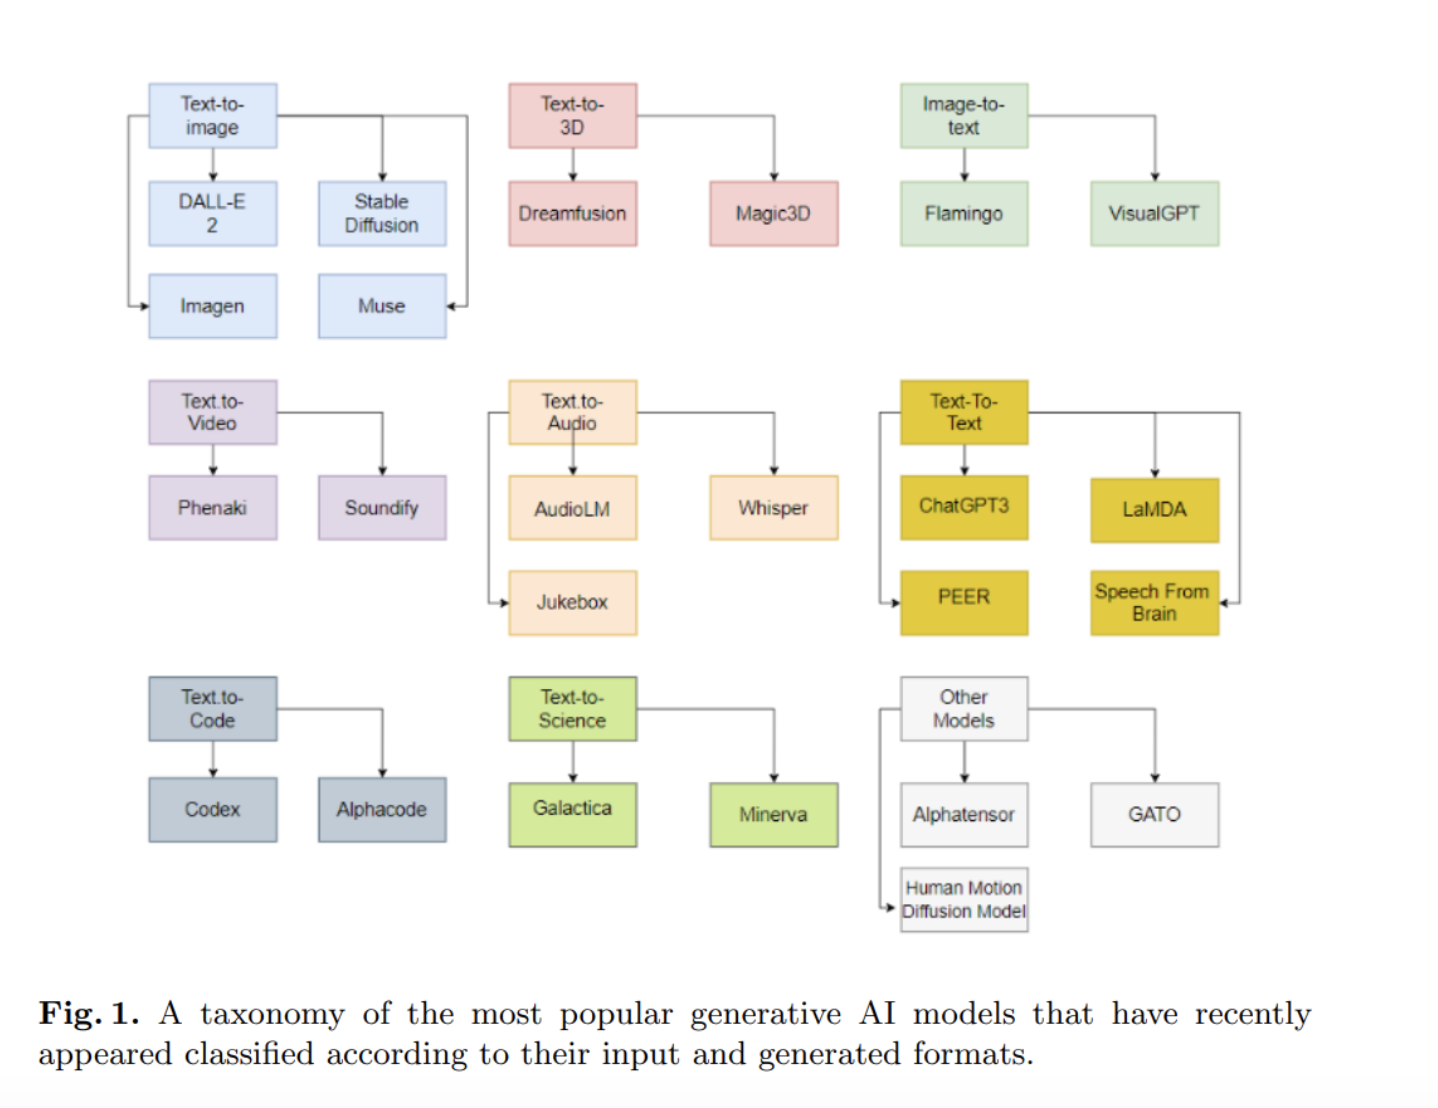 Text-to-
image
Text-to-
3D
Image-to-
text
DALL-E
2
Stable
Diffusion
Dreamfusion
Magic3D
Flamingo
VisualGPT
Imagen
Muse
Text.to-
Video
Text.to-
Audio
Text-To-
Text
Phenaki
Soundify
AudioLM
Whisper
ChatGPT3
LaMDA
Jukebox
PEER
Speech From
Brain
Text.to-
Code
Text-to-
Science
Other
Models
Codex
Alphacode
Galactica
Minerva
Alphatensor
GATO
Human Motion
Diffusion Model
Fig. 1. A taxonomy of the most popular generative AI models that have recently
appeared classified according to their input and generated formats.